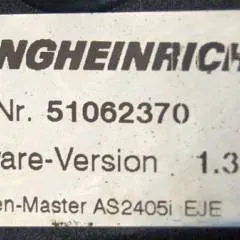 NGHEINRICH
Nr. 51062370
are-Version 1.3
en-Master AS2405i EJE